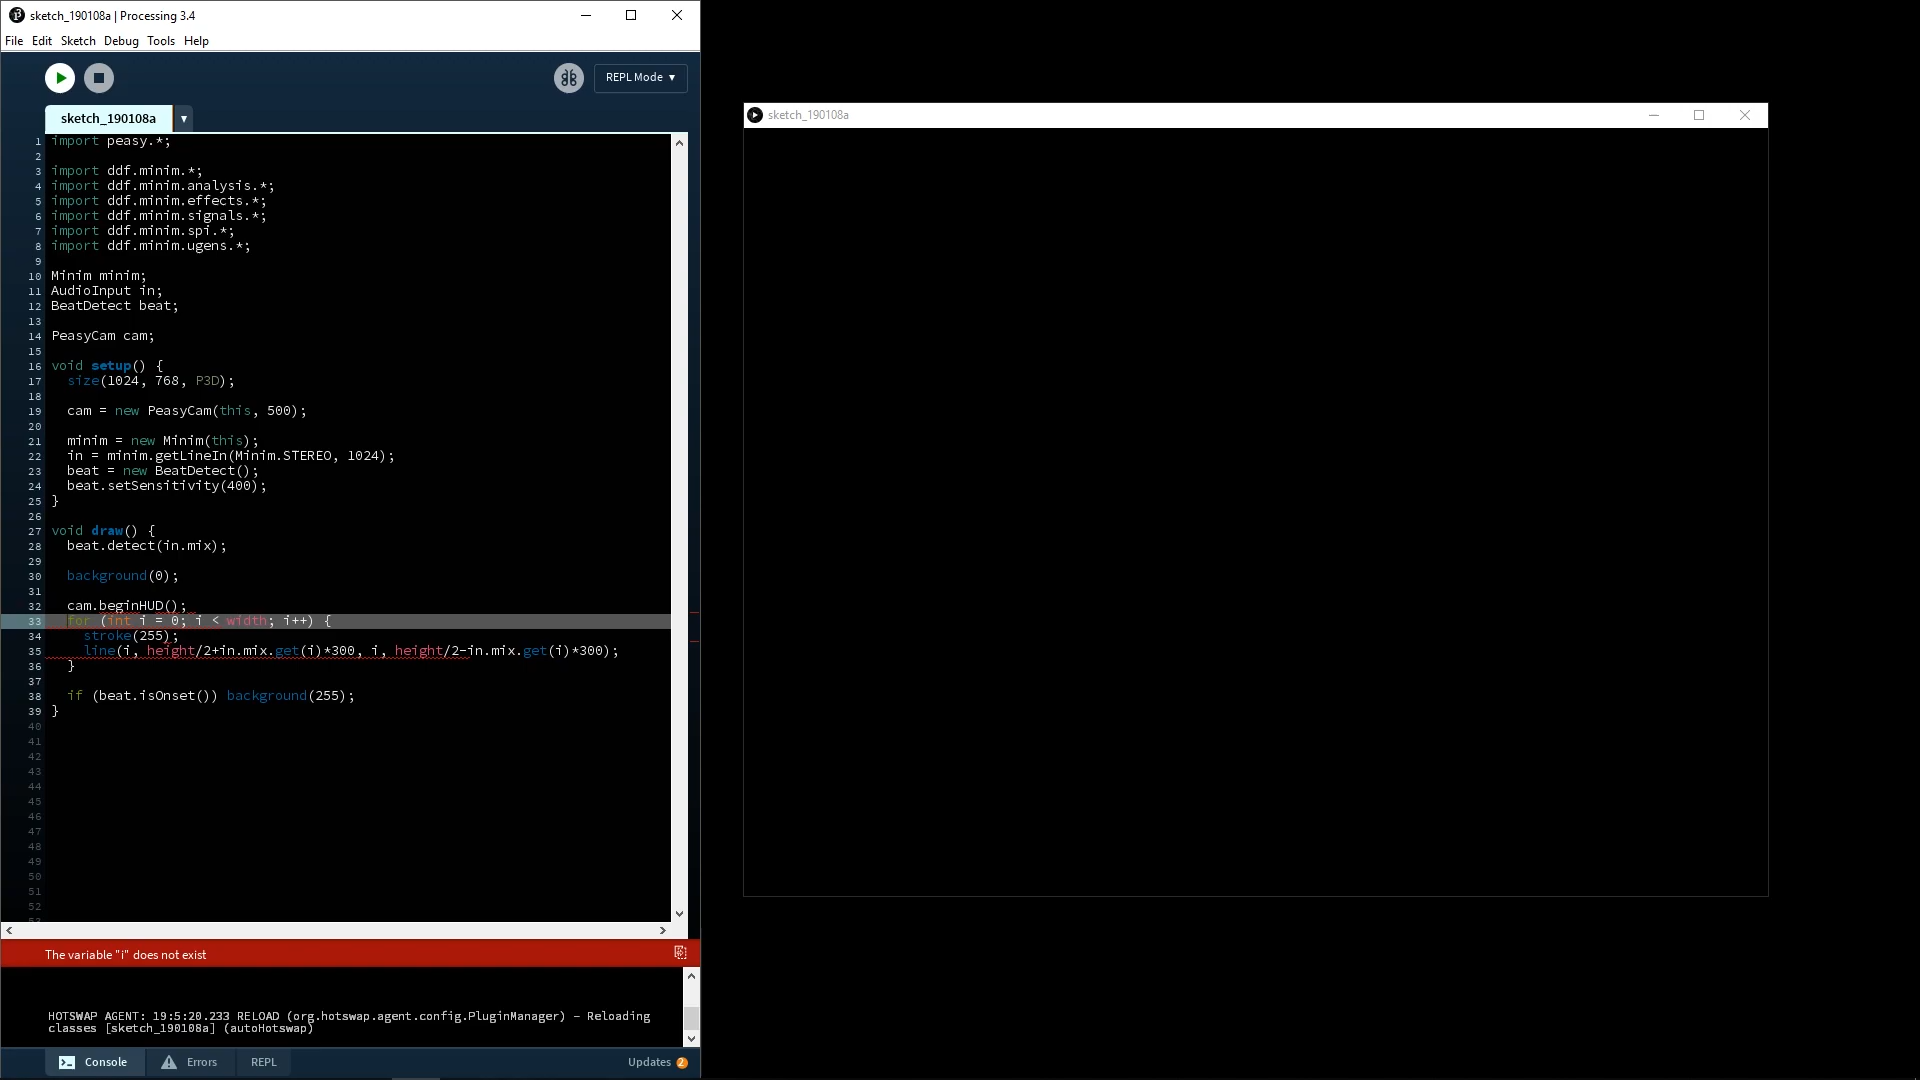 sketch_190108a | Processing 3.4
File Edit Sketch Debug Tools Help
REPL Mode ▼
sketch_190108a ▼
1 import peasy.*;
2
3 import ddf.minim.*;
4 import ddf.minim.analysis.*;
5 import ddf.minim.effects.*;
6 import ddf.minim.signals.*;
7 import ddf.minim.spi.*;
8 import ddf.minim.ugens.*;
9
10 Minim minim;
11 AudioInput in;
12 BeatDetect beat;
13
14 PeasyCam cam;
15
16 void setup() {
17 size(1024, 768, P3D);
18
19 cam = new PeasyCam(this, 500);
20
21 minim = new Minim(this);
22 in = minim.getLineIn(Minim.STEREO, 1024);
23 beat = new BeatDetect();
24 beat.setSensitivity(400);
25 }
26
27 void draw() {
28 beat.detect(in.mix);
29
30 background(0);
31
32 cam.beginHUD();
33 for (int i = 0; i < width; i++) {
34 stroke(255);
35 line(i, height/2+in.mix.get(i)*300, i, height/2-in.mix.get(i)*300);
36 }
37
38 if (beat.isOnset()) background(255);
39 }
40
41
42
43
44
45
46
47
48
49
50
51
52
53
The variable "i" does not exist
HOTSWAP AGENT: 19:5:20.233 RELOAD (org.hotswap.agent.config.PluginManager) - Reloading
classes [sketch_190108a] (autoHotswap)
Console Errors REPL Updates 2
sketch_190108a